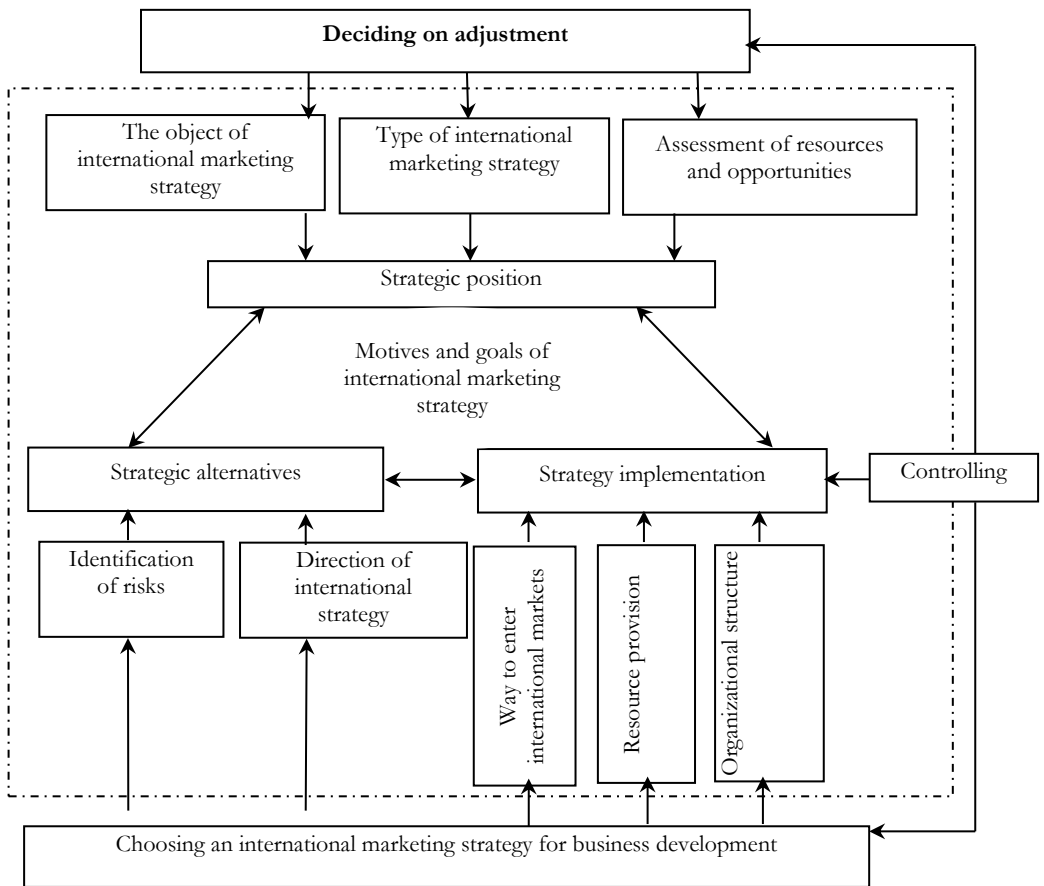 Deciding on adjustment
The object of
international marketing
strategy
Type of international
marketing strategy
Assessment of resources
and opportunities
Strategic position
Motives and goals of
international marketing
strategy
Strategic alternatives
Strategy implementation
Controlling
Identification
of risks
Direction of
international
strategy
Way to enter
international markets
Resource provision
Organizational structure
Choosing an international marketing strategy for business development